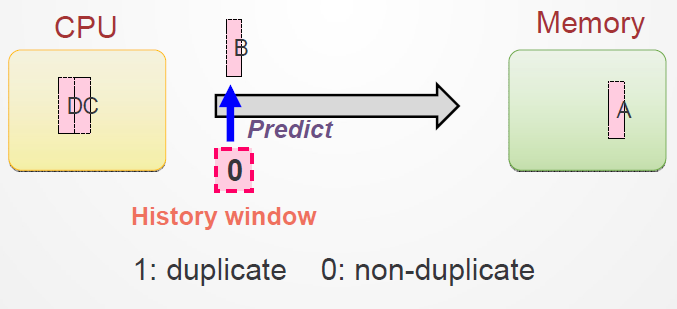 CPU
Memory
B
DC
A
Predict
0
History window
1: duplicate 0: non-duplicate